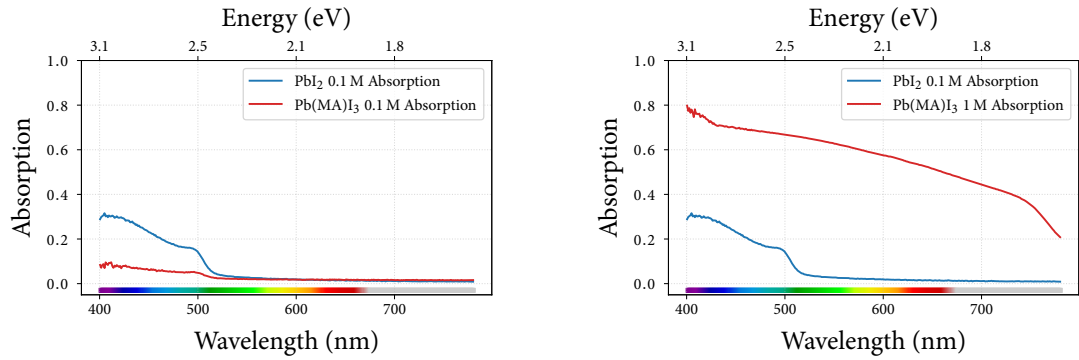 Energy (eV)
3.1 2.5 2.1 1.8
1.0
0.8
0.6
0.4
0.2
0.0
Absorption
PbI₂ 0.1 M Absorption
Pb(MA)I₃ 0.1 M Absorption
400 500 600 700
Wavelength (nm)
Energy (eV)
3.1 2.5 2.1 1.8
1.0
0.8
0.6
0.4
0.2
0.0
Absorption
PbI₂ 0.1 M Absorption
Pb(MA)I₃ 1 M Absorption
400 500 600 700
Wavelength (nm)